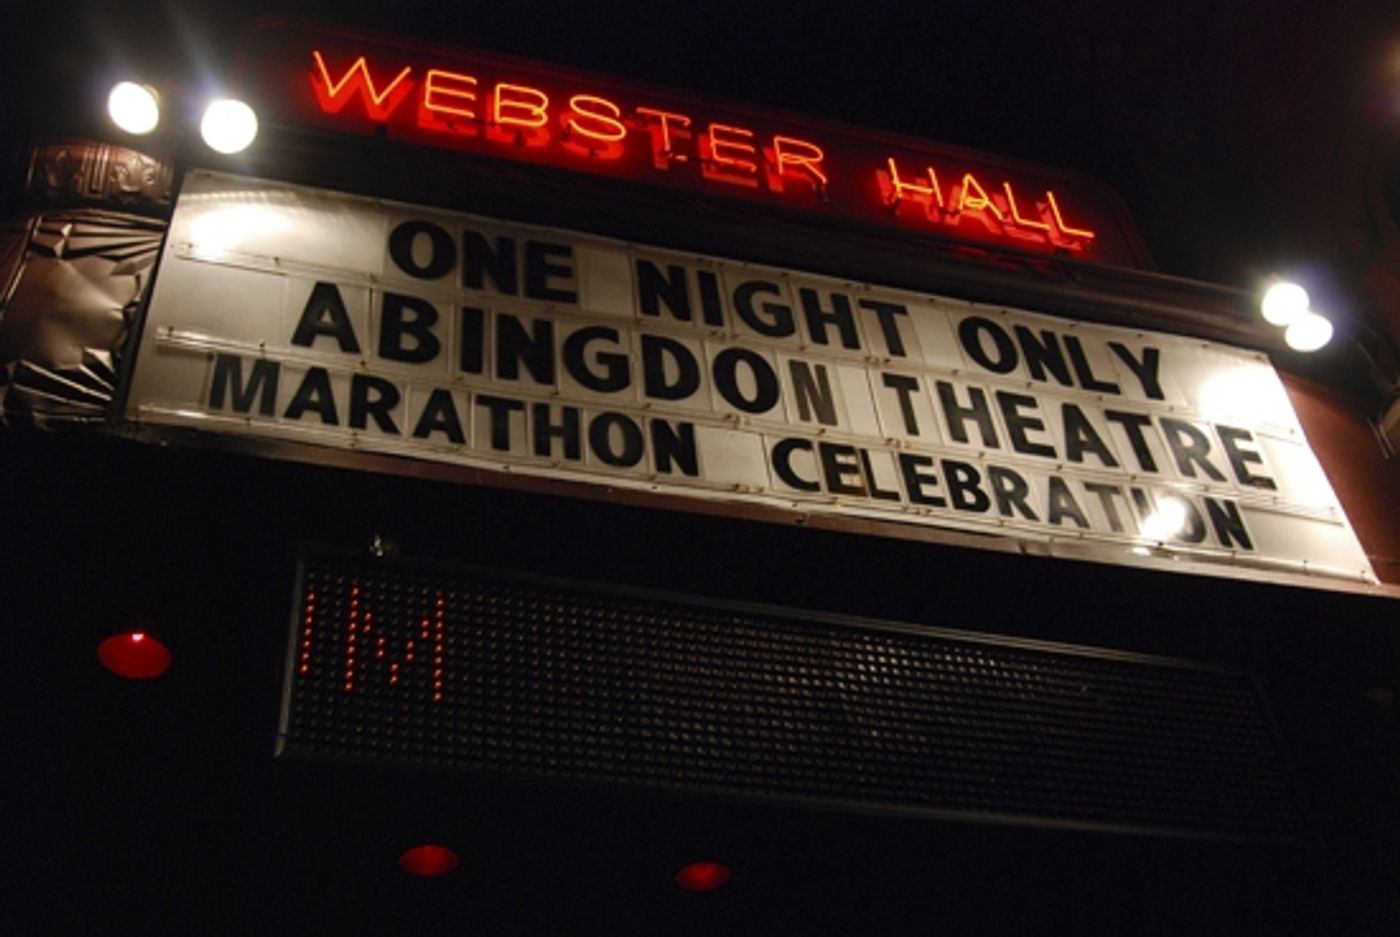 WEBSTER HALL
ONE NIGHT ONLY
ABINGDON THEATRE
MARATHON CELEBRATION